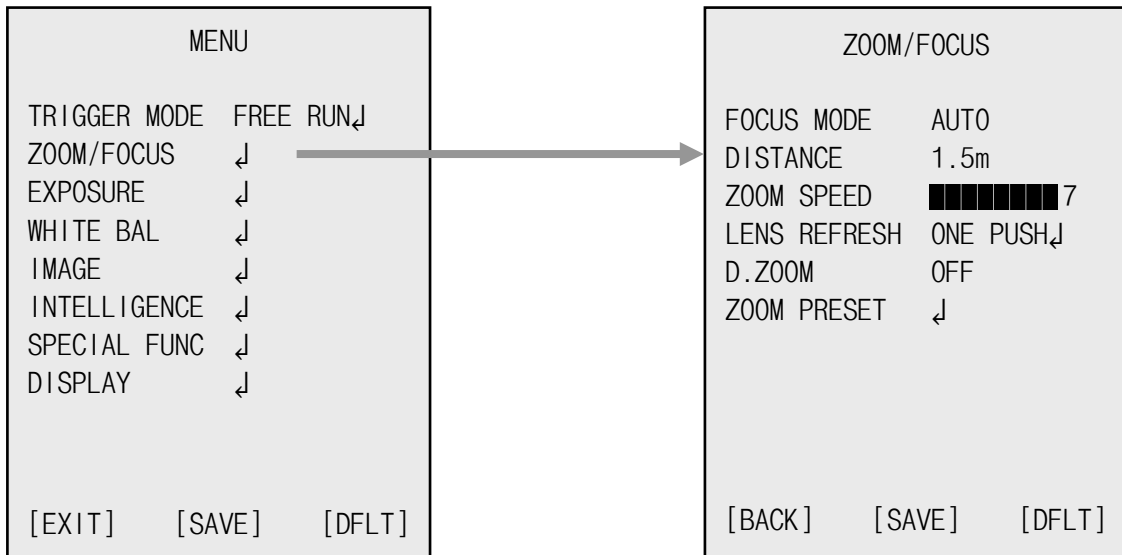 MENU
TRIGGER MODE FREE RUN↲
ZOOM/FOCUS ↲
EXPOSURE ↲
WHITE BAL ↲
IMAGE ↲
INTELLIGENCE ↲
SPECIAL FUNC ↲
DISPLAY ↲
[EXIT] [SAVE] [DFLT]
ZOOM/FOCUS
FOCUS MODE AUTO
DISTANCE 1.5m
ZOOM SPEED ████████7
LENS REFRESH ONE PUSH↲
D.ZOOM OFF
ZOOM PRESET ↲
[BACK] [SAVE] [DFLT]